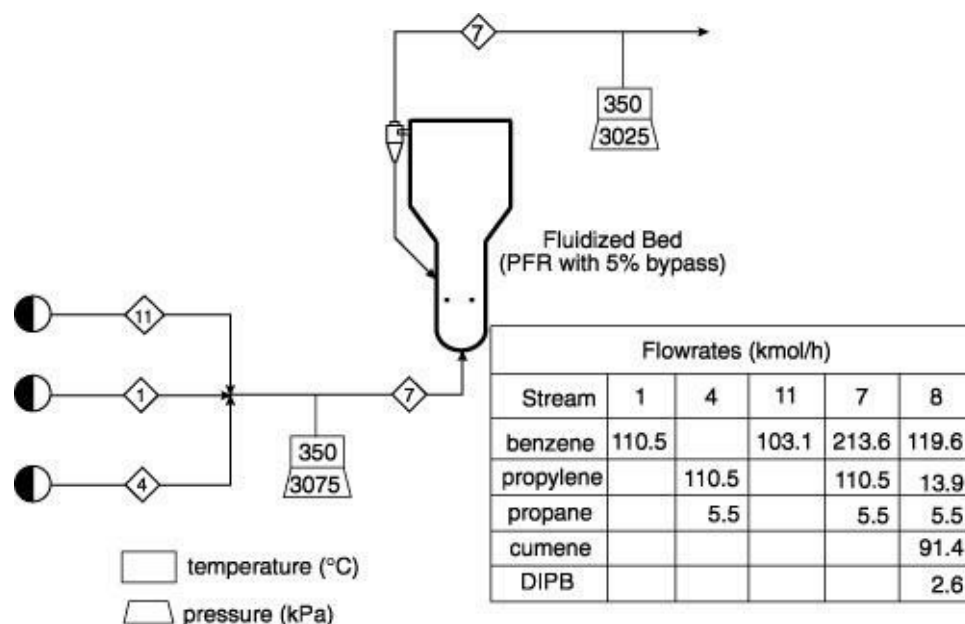 7
350
3025
Fluidized Bed
(PFR with 5% bypass)
11
1
7
4
350
3075
temperature (°C)
pressure (kPa)
Flowrates (kmol/h)
Stream 1 4 11 7 8
benzene 110.5 103.1 213.6 119.6
propylene 110.5 110.5 13.9
propane 5.5 5.5 5.5
cumene 91.4
DIPB 2.6